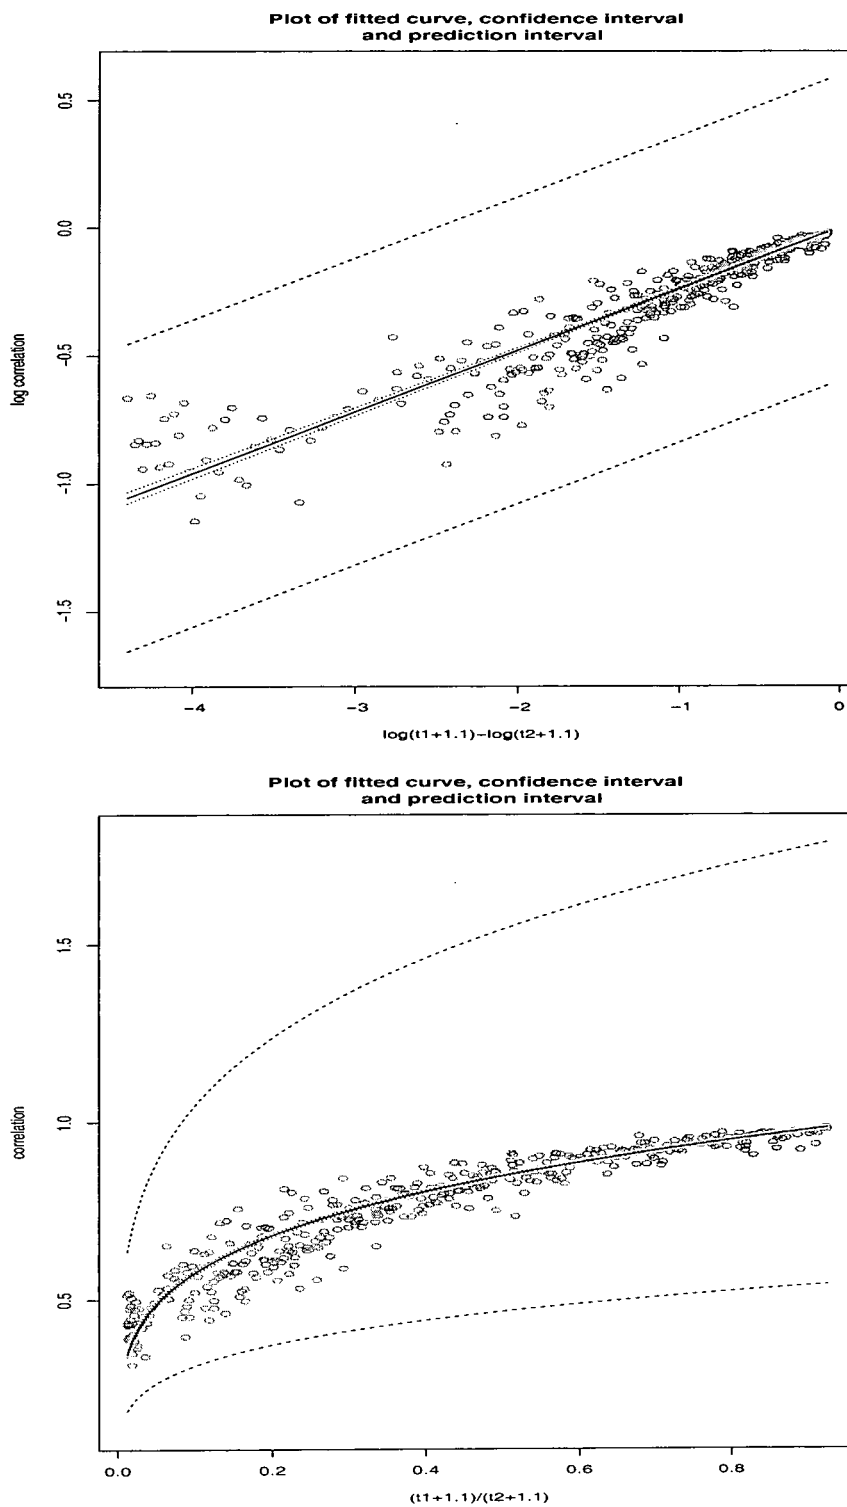 Plot of fitted curve, confidence interval
and prediction interval
0.5
0.0
-0.5
-1.0
-1.5
log correlation
-4 -3 -2 -1 0
log(t1+1.1)-log(t2+1.1)
Plot of fitted curve, confidence interval
and prediction interval
1.5
1.0
0.5
correlation
0.0 0.2 0.4 0.6 0.8
(t1+1.1)/(t2+1.1)